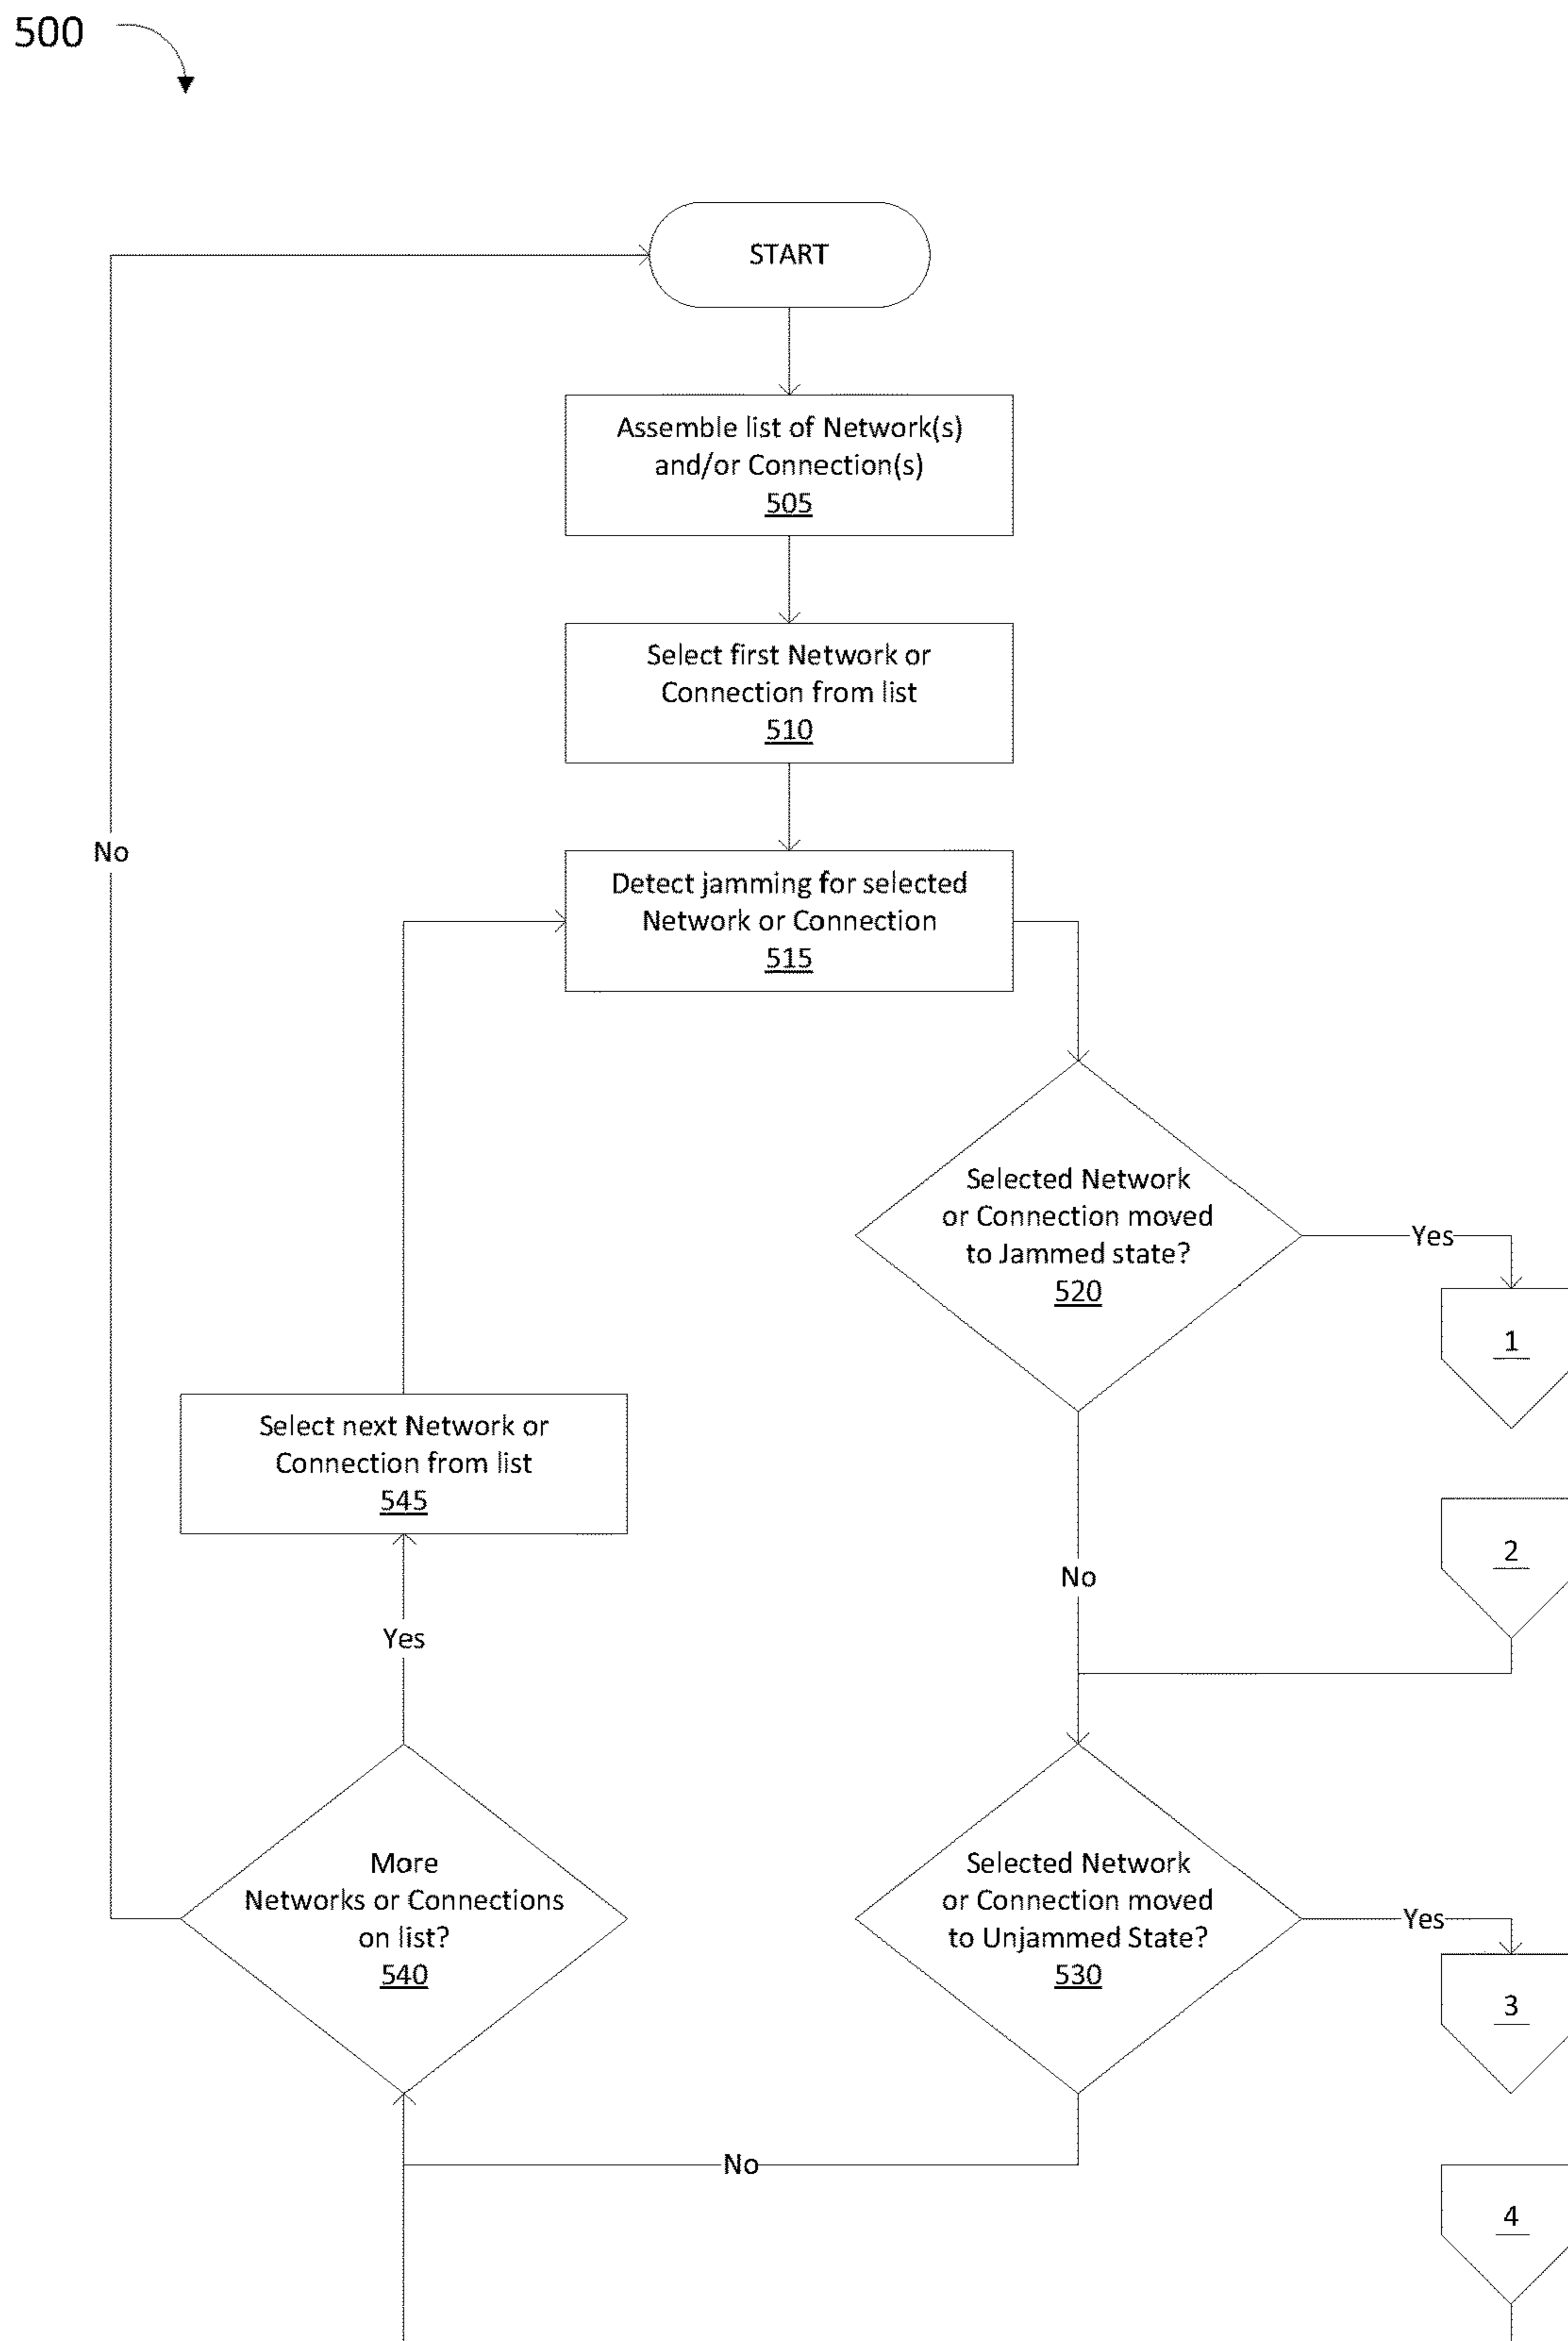 500
START
Assemble list of Network(s)
and/or Connection(s)
505
Select first Network or
Connection from list
510
No
Detect jamming for selected
Network or Connection
515
Selected Network
or Connection moved
to Jammed state?
520
Yes
1
Select next Network or
Connection from list
545
2
No
Yes
More
Networks or Connections
on list?
540
Selected Network
or Connection moved
to Unjammed State?
530
Yes
3
No
4